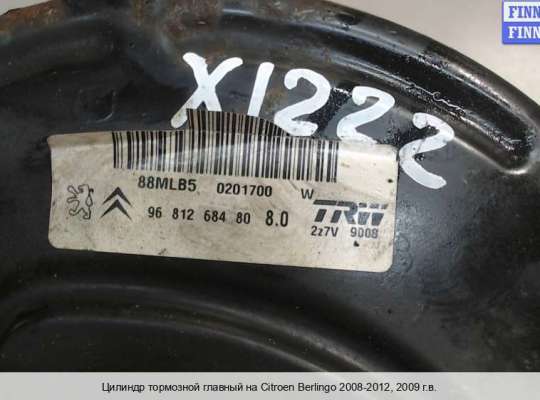 FINN
FINN
X1222
88MLB5 0201700 W
96 812 684 80 8.0 TRW
2z7V 9008
Цилиндр тормозной главный на Citroen Berlingo 2008-2012, 2009 г.в.